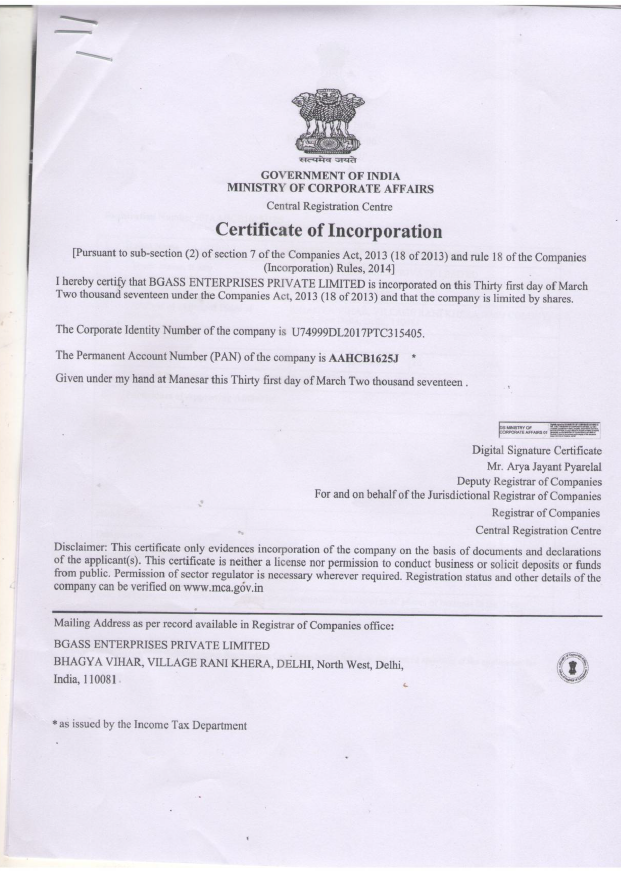 सत्यमेव जयते
GOVERNMENT OF INDIA
MINISTRY OF CORPORATE AFFAIRS
Central Registration Centre
Certificate of Incorporation
[Pursuant to sub-section (2) of section 7 of the Companies Act, 2013 (18 of 2013) and rule 18 of the Companies
(Incorporation) Rules, 2014]
I hereby certify that BGASS ENTERPRISES PRIVATE LIMITED is incorporated on this Thirty first day of March
Two thousand seventeen under the Companies Act, 2013 (18 of 2013) and that the company is limited by shares.
The Corporate Identity Number of the company is U74999DL2017PTC315405.
The Permanent Account Number (PAN) of the company is AAHCB1625J *
Given under my hand at Manesar this Thirty first day of March Two thousand seventeen .
DS MINISTRY OF
CORPORATE AFFAIRS 07
Digital Signature Certificate
Mr. Arya Jayant Pyarelal
Deputy Registrar of Companies
For and on behalf of the Jurisdictional Registrar of Companies
Registrar of Companies
Central Registration Centre
Disclaimer: This certificate only evidences incorporation of the company on the basis of documents and declarations
of the applicant(s). This certificate is neither a license nor permission to conduct business or solicit deposits or funds
from public. Permission of sector regulator is necessary wherever required. Registration status and other details of the
company can be verified on www.mca.gov.in
Mailing Address as per record available in Registrar of Companies office:
BGASS ENTERPRISES PRIVATE LIMITED
BHAGYA VIHAR, VILLAGE RANI KHERA, DELHI, North West, Delhi,
India, 110081
* as issued by the Income Tax Department